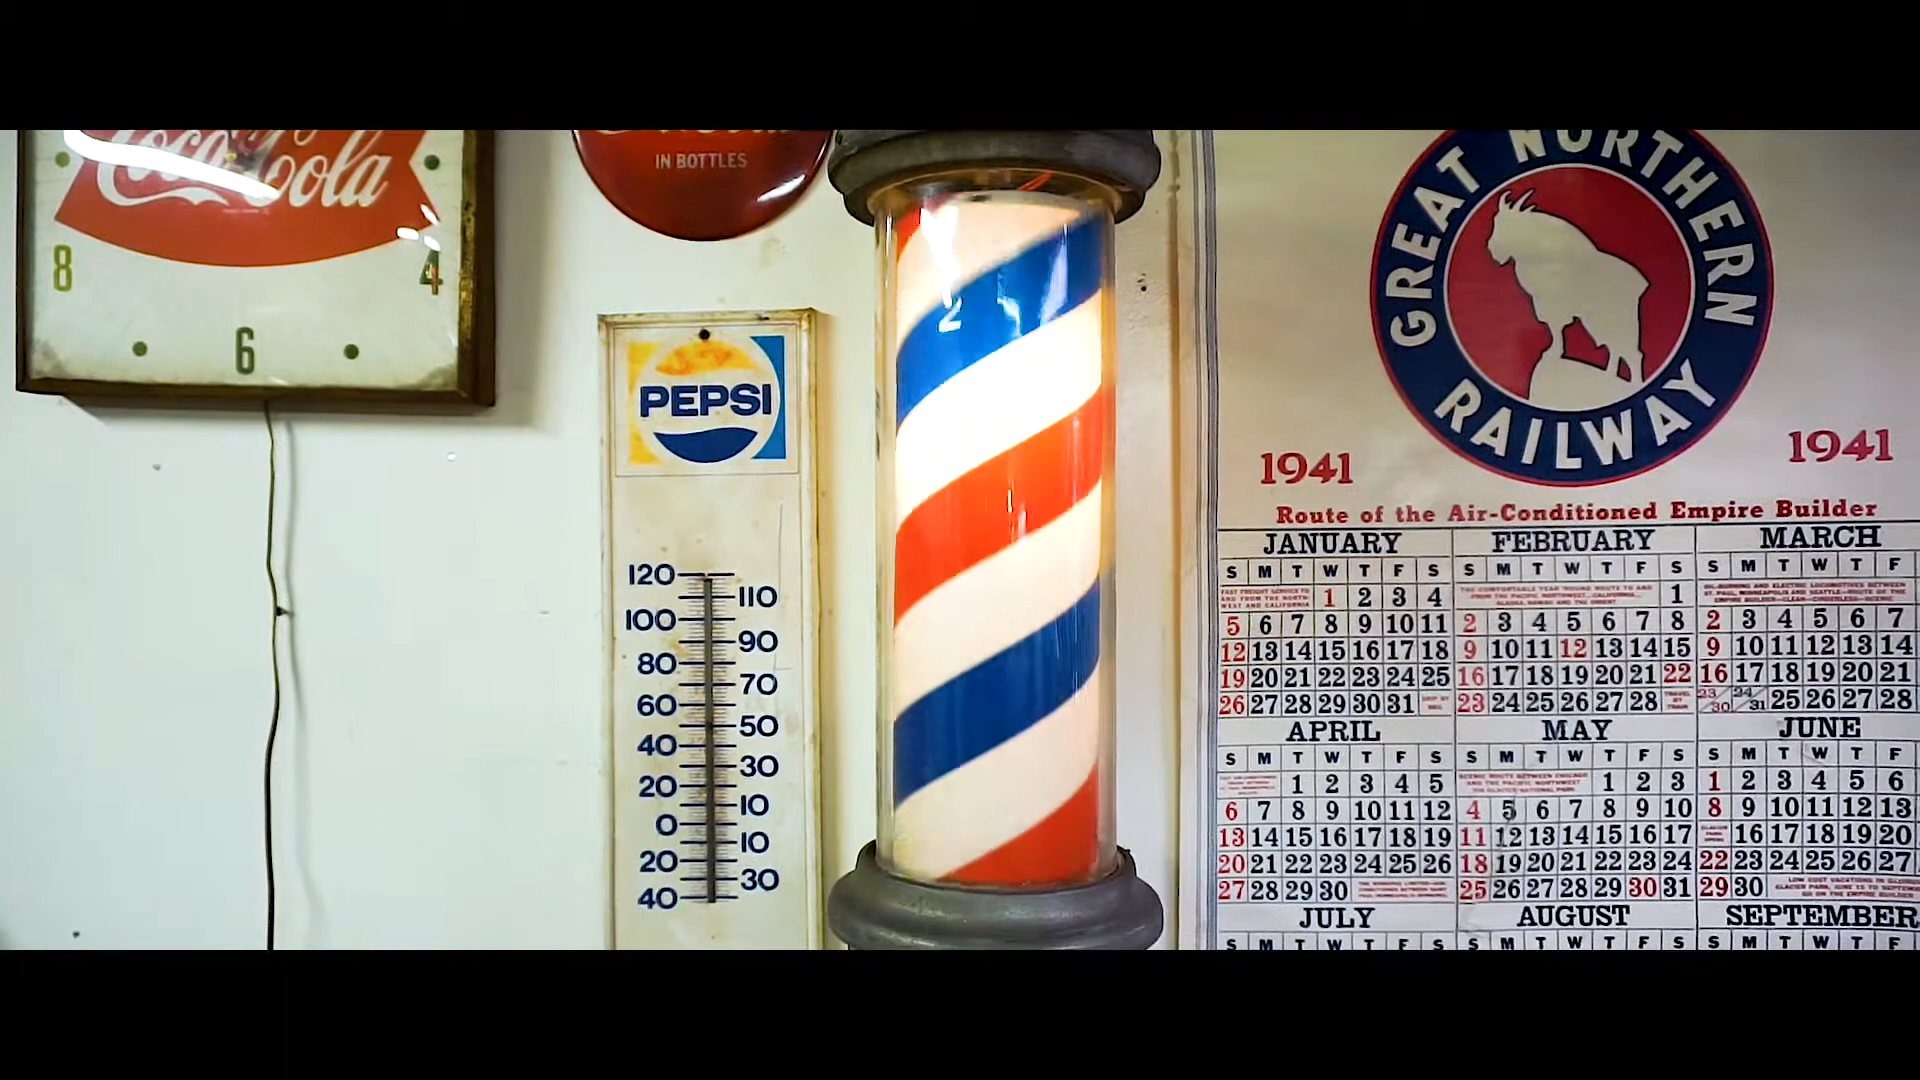 Coca-Cola
8
4
6
IN BOTTLES
PEPSI
120
110
100
90
80
70
60
50
40
30
20
10
0
10
20
30
40
GREAT NORTHERN
RAILWAY
1941 1941
Route of the Air-Conditioned Empire Builder
JANUARY
S M T W T F S
1 2 3 4
5 6 7 8 9 10 11
12 13 14 15 16 17 18
19 20 21 22 23 24 25
26 27 28 29 30 31
FEBRUARY
S M T W T F S
1
2 3 4 5 6 7 8
9 10 11 12 13 14 15
16 17 18 19 20 21 22
23 24 25 26 27 28
MARCH
S M T W T F
2 3 4 5 6 7
9 10 11 12 13 14
16 17 18 19 20 21
23/30 24/31 25 26 27 28
APRIL
S M T W T F S
1 2 3 4 5
6 7 8 9 10 11 12
13 14 15 16 17 18 19
20 21 22 23 24 25 26
27 28 29 30
MAY
S M T W T F S
1 2 3
4 5 6 7 8 9 10
11 12 13 14 15 16 17
18 19 20 21 22 23 24
25 26 27 28 29 30 31
JUNE
S M T W T F
1 2 3 4 5 6
8 9 10 11 12 13
16 17 18 19 20
22 23 24 25 26 27
29 30
JULY
S M T W T F S
AUGUST
S M T W T F S
SEPTEMBER
S M T W T F